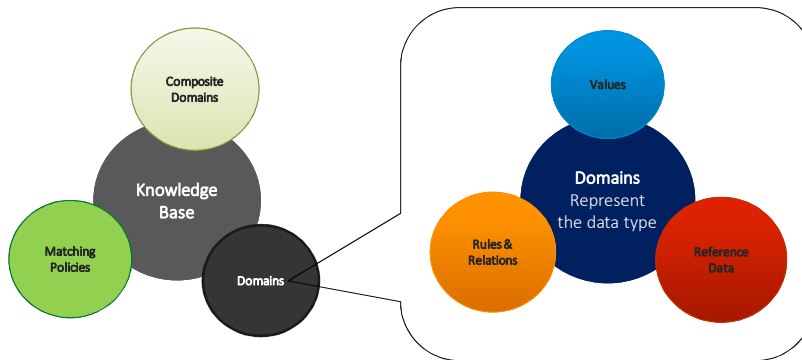 Composite
Domains
Knowledge
Base
Matching
Policies
Domains
Values
Domains
Represent
the data type
Rules &
Relations
Reference
Data